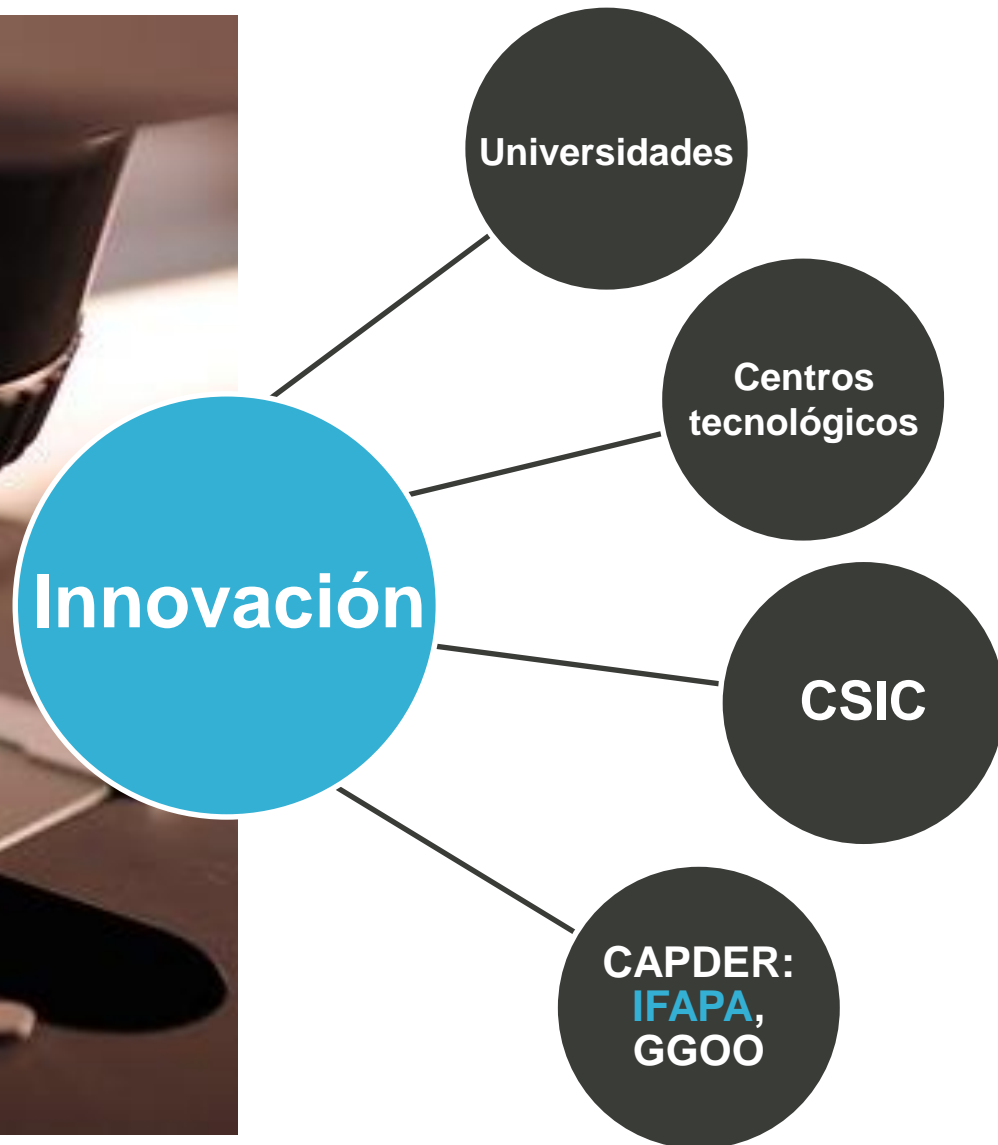 Universidades
Centros
tecnológicos
Innovación
CSIC
CAPDER:
IFAPA,
GGOO